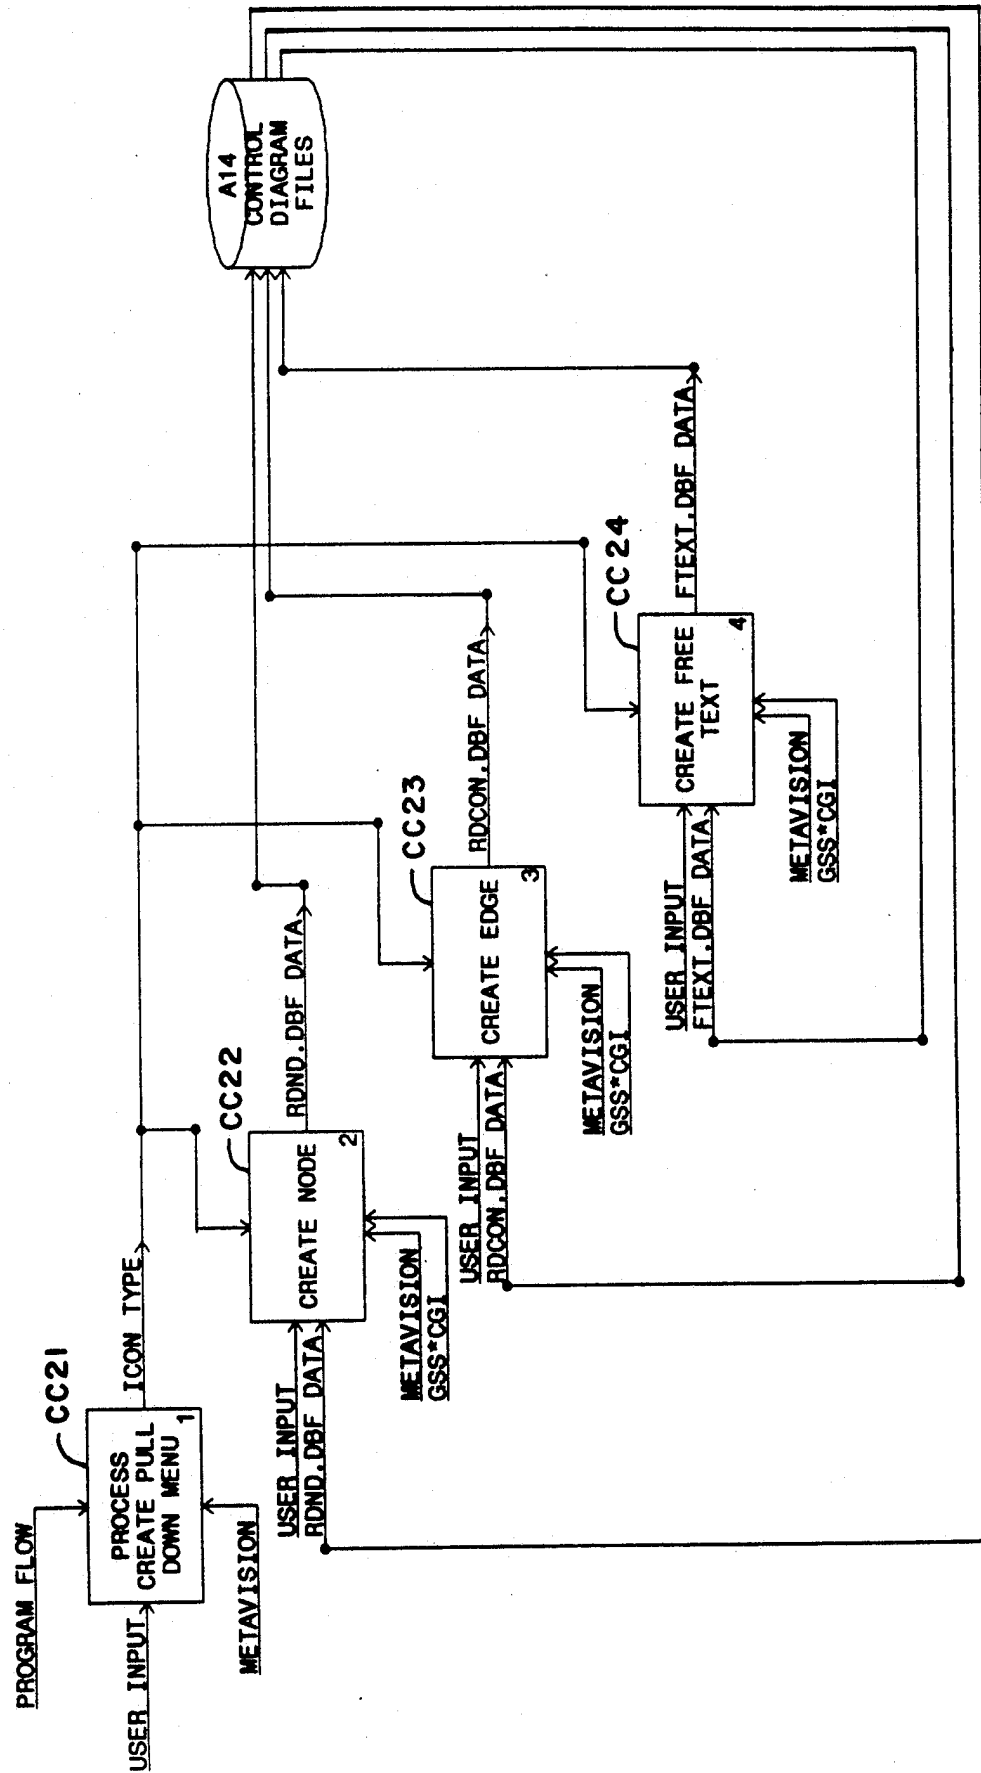 PROGRAM FLOW
USER INPUT
PROCESS
CREATE PULL
DOWN MENU
1
CC21
METAVISION
ICON TYPE
USER INPUT
RDND.DBF DATA
CREATE NODE
2
CC22
METAVISION
GSS*CGI
RDND.DBF DATA
USER INPUT
RDCON.DBF DATA
CREATE EDGE
3
CC23
METAVISION
GSS*CGI
RDCON.DBF DATA
USER INPUT
FTEXT.DBF DATA
CREATE FREE
TEXT
4
CC24
METAVISION
GSS*CGI
FTEXT.DBF DATA
A14
CONTROL
DIAGRAM
FILES